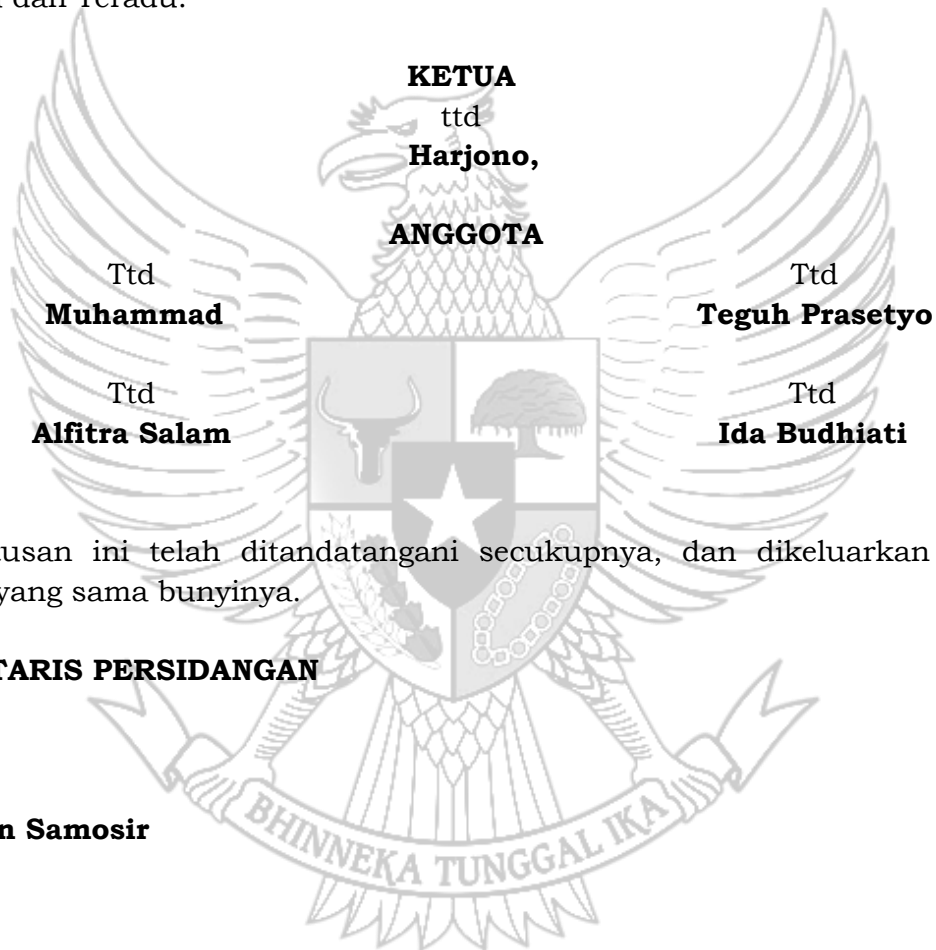 dan Teradu.
KETUA
ttd
Harjono,
ANGGOTA
Ttd Ttd
Muhammad Teguh Prasetyo
Ttd Ttd
Alfitra Salam Ida Budhiati
usan ini telah ditandatangani secukupnya, dan dikeluarkan
yang sama bunyinya.
TARIS PERSIDANGAN
n Samosir
BHINNEKA TUNGGAL IKA